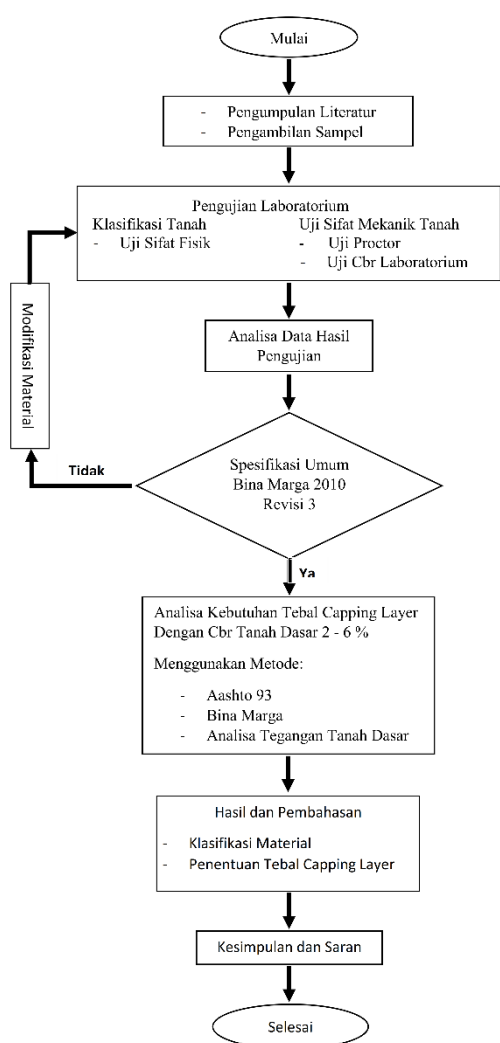 Mulai
- Pengumpulan Literatur
- Pengambilan Sampel
Pengujian Laboratorium
Klasifikasi Tanah
- Uji Sifat Fisik
Uji Sifat Mekanik Tanah
- Uji Proctor
- Uji Cbr Laboratorium
Modifikasi Material
Analisa Data Hasil
Pengujian
Tidak
Spesifikasi Umum
Bina Marga 2010
Revisi 3
Ya
Analisa Kebutuhan Tebal Capping Layer
Dengan Cbr Tanah Dasar 2 - 6 %
Menggunakan Metode:
- Aashto 93
- Bina Marga
- Analisa Tegangan Tanah Dasar
Hasil dan Pembahasan
- Klasifikasi Material
- Penentuan Tebal Capping Layer
Kesimpulan dan Saran
Selesai